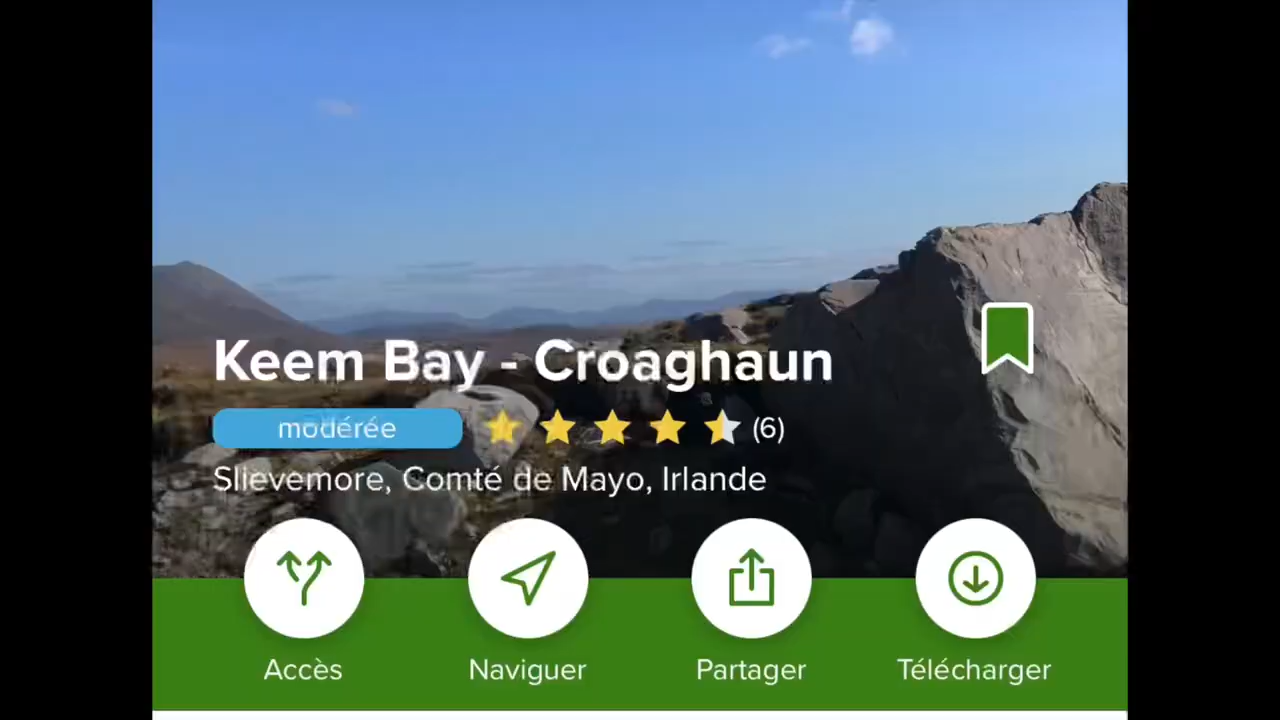 Keem Bay - Croaghaun
modérée (6)
Slievemore, Comté de Mayo, Irlande
Accès Naviguer Partager Télécharger